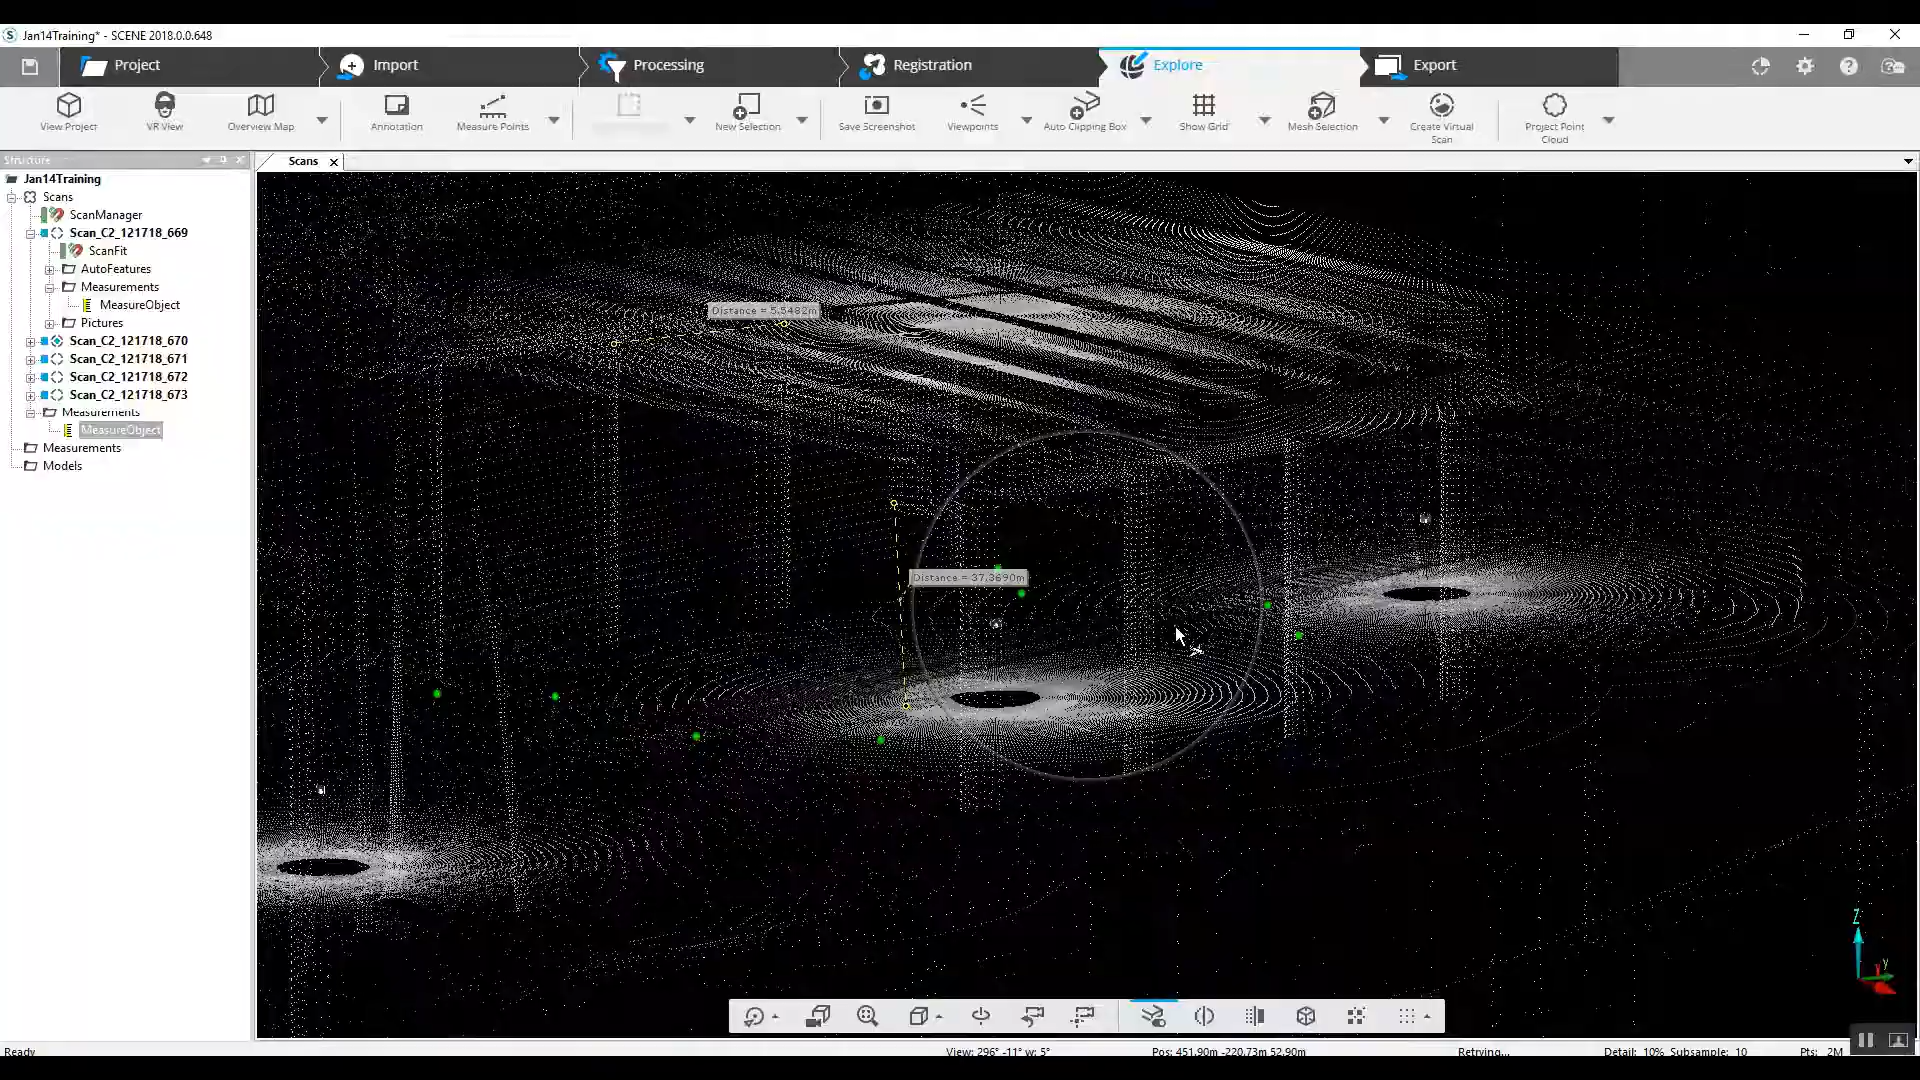 Jan14Training* - SCENE 2018.0.0.648
Project
Import
Processing
Registration
Explore
Export
View Project
VR View
Overview Map
Annotation
Measure Points
New Selection
Save Screenshot
Viewpoints
Auto Clipping Box
Show Grid
Mesh Selection
Create Virtual Scan
Project Point Cloud
Structure
Scans
Jan14Training
Scans
ScanManager
Scan_C2_121718_669
ScanFit
AutoFeatures
Measurements
MeasureObject
Pictures
Scan_C2_121718_670
Scan_C2_121718_671
Scan_C2_121718_672
Scan_C2_121718_673
Measurements
MeasureObject
Measurements
Models
Distance = 5.5482m
Distance = 37.3690m
Z
Y
Ready
View: 296° -11° w: 5°
Pos: 451.90m -220.73m 52.90m
Retrying...
Detail: 10% Subsample: 10
Pts: 2M